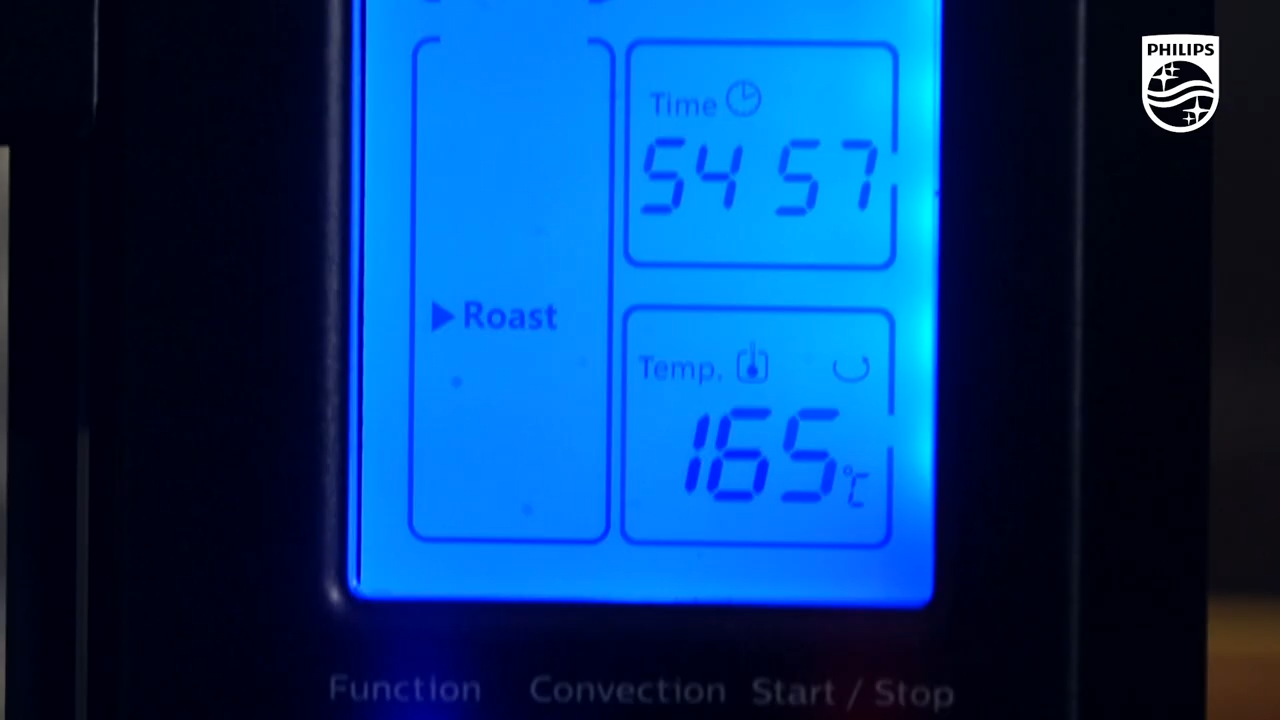 PHILIPS
Time
54 57
Roast
Temp.
165°C
Function Convection Start / Stop